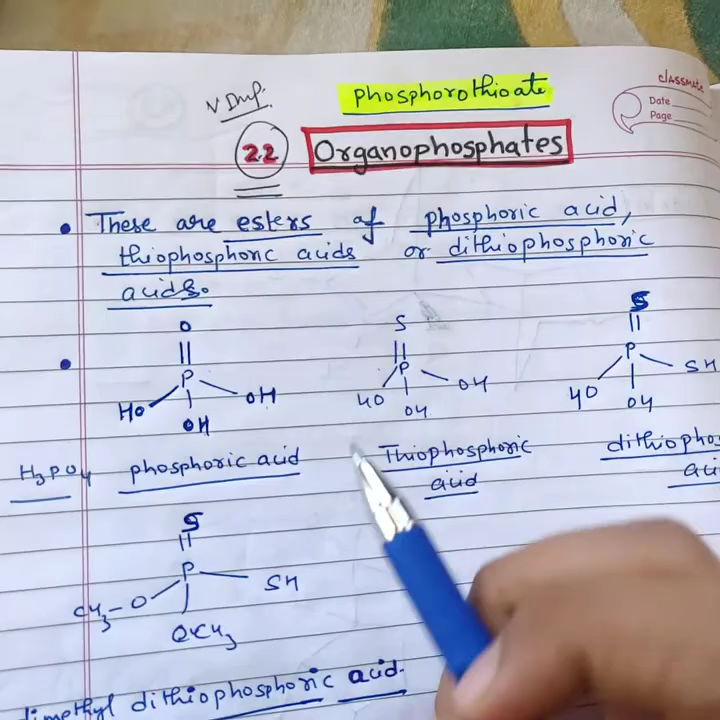 classmate
Date
Page
V Imp.
phosphorothioate
22
Organophosphates
• These are esters of phosphoric acid,
thiophosphoric acids or dithiophosphoric
acids.
O
||
P
HO OH
OH
S
||
P
HO OH
OH
S
||
P
SH
HO OH
H3PO4 phosphoric acid
Thiophosphoric
acid
dithiophos
aci
S
||
P
CH3-O SH
OCH3
dimethyl dithiophosphoric acid.